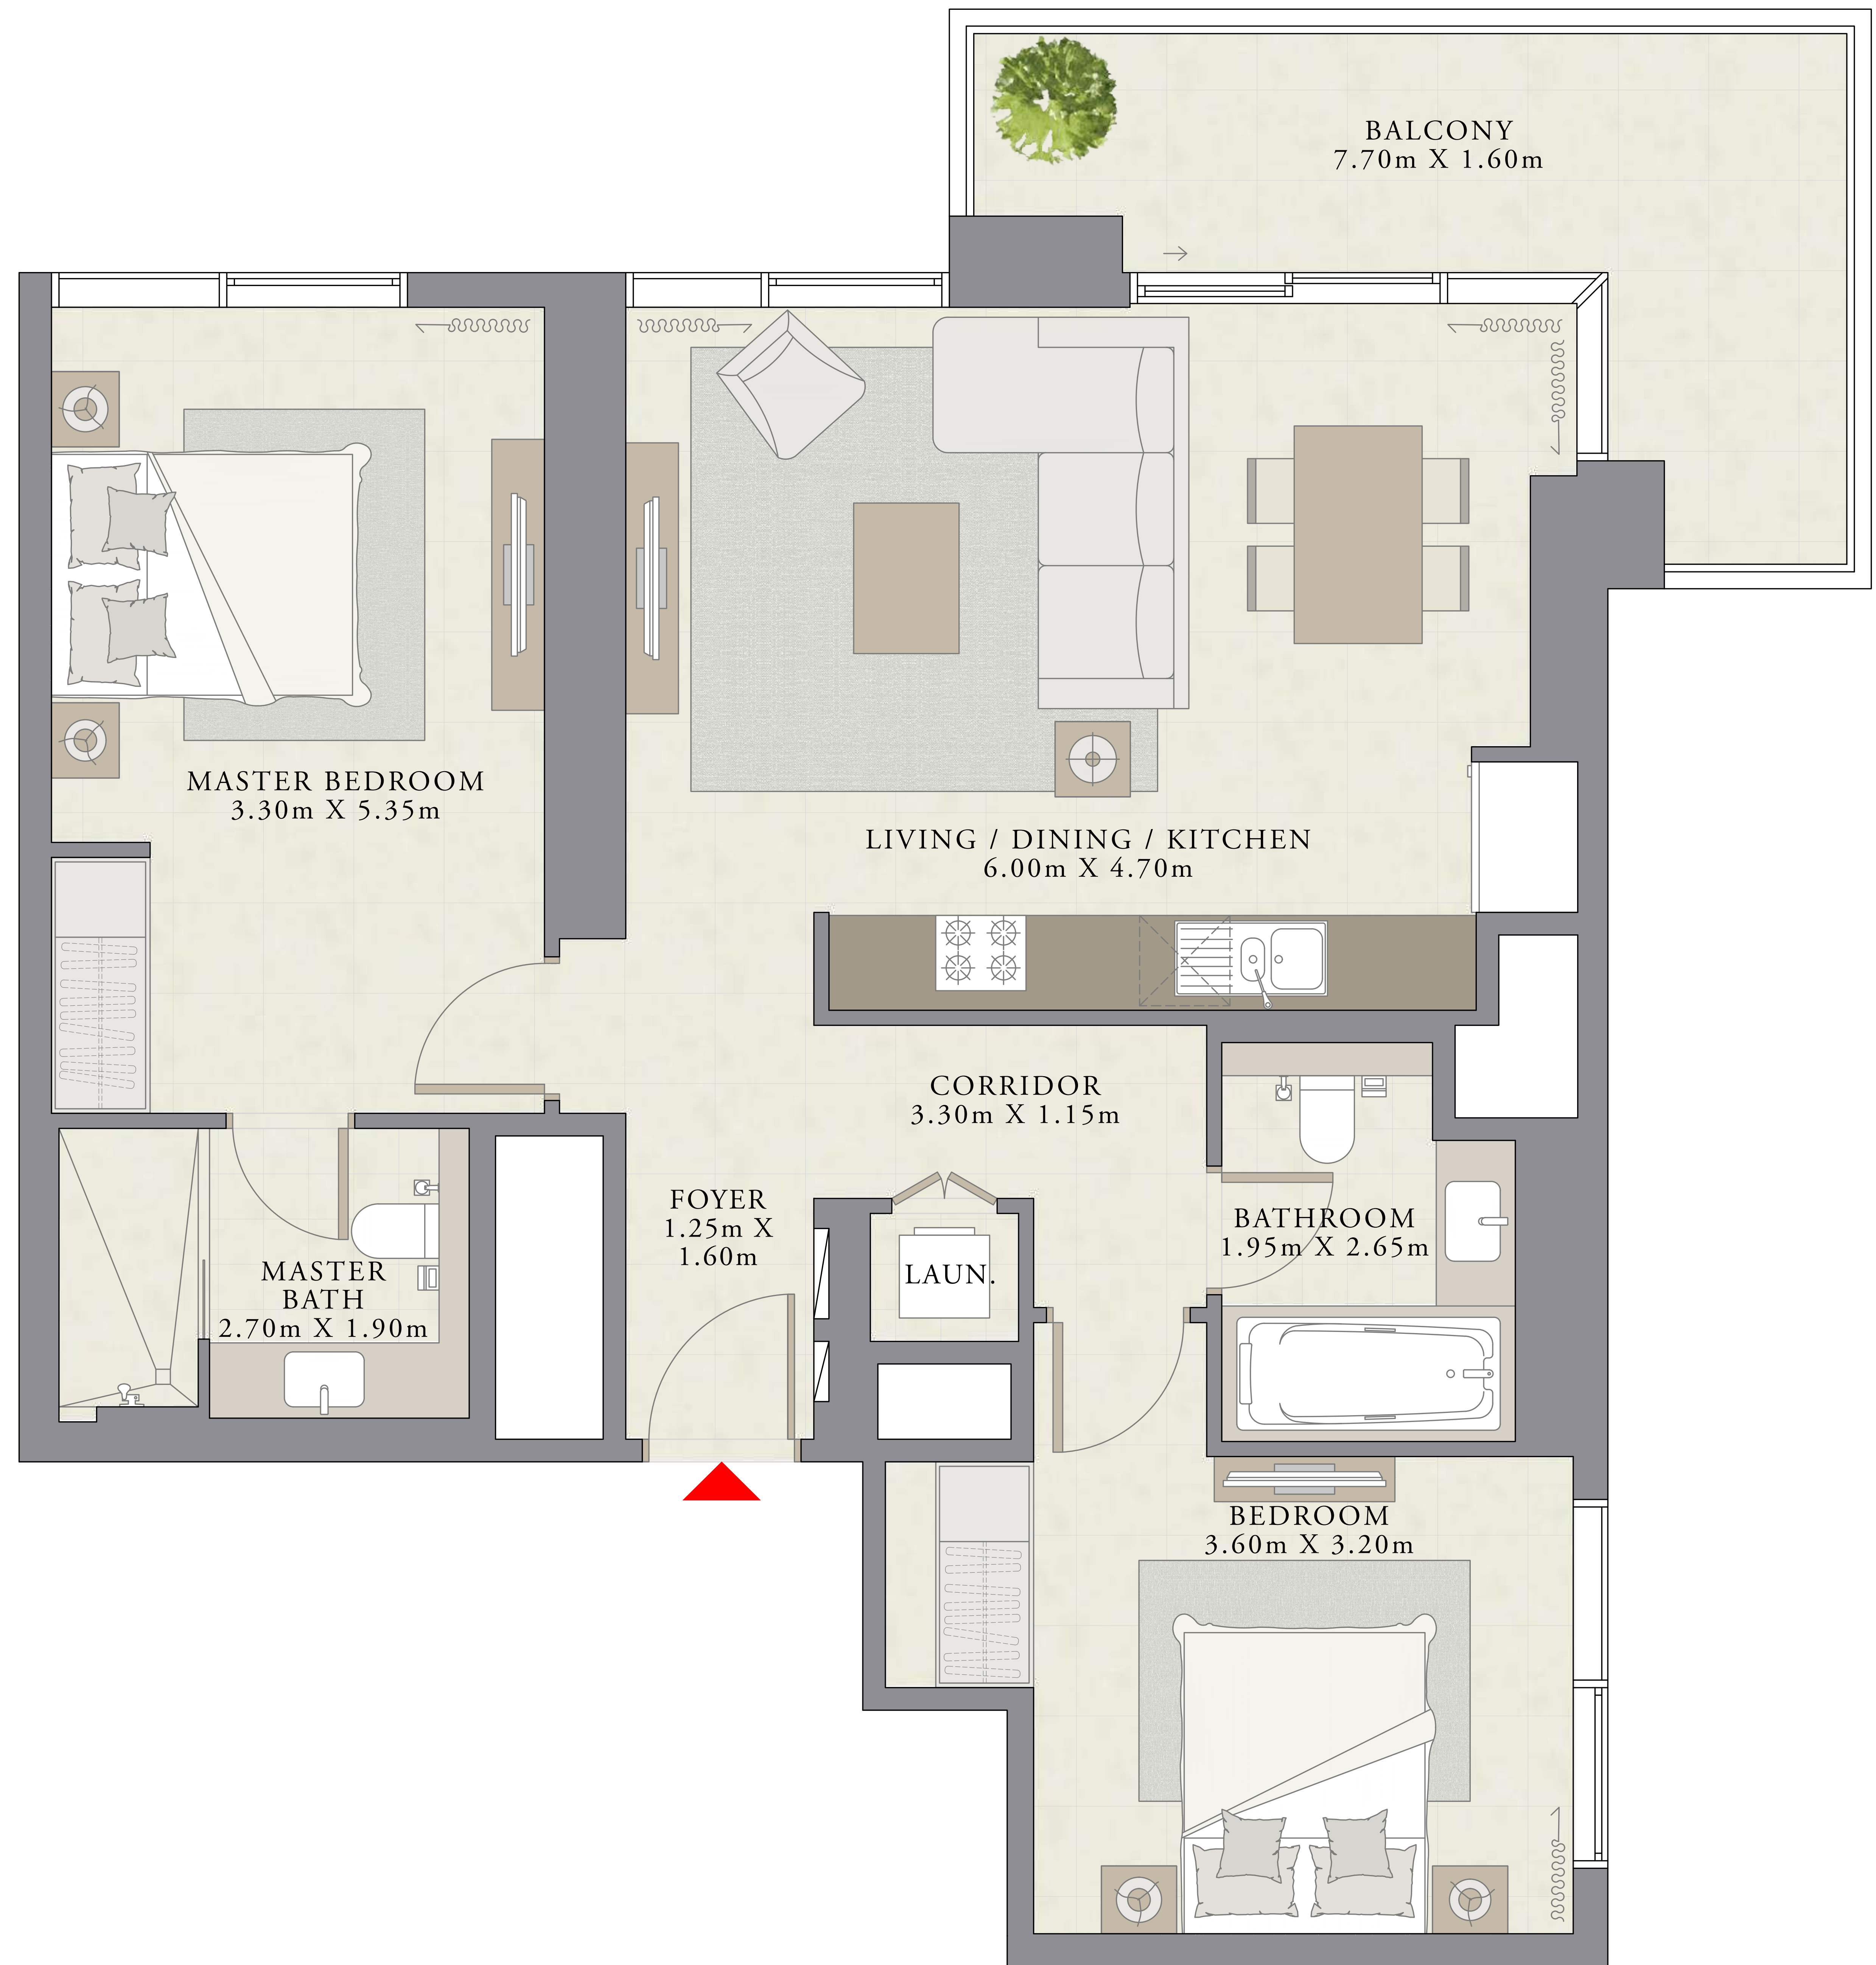 BALCONY
7.70m X 1.60m
MASTER BEDROOM
3.30m X 5.35m
LIVING / DINING / KITCHEN
6.00m X 4.70m
CORRIDOR
3.30m X 1.15m
FOYER
1.25m X
1.60m
LAUN.
BATHROOM
1.95m X 2.65m
MASTER
BATH
2.70m X 1.90m
BEDROOM
3.60m X 3.20m